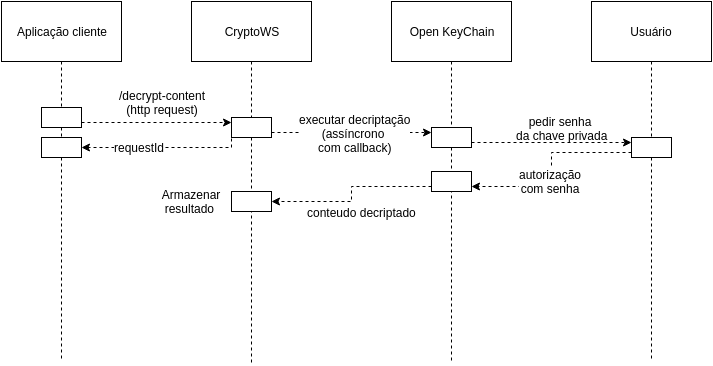 Aplicação cliente
CryptoWS
Open KeyChain
Usuário
/decrypt-content
(http request)
executar decriptação
(assíncrono
com callback)
pedir senha
da chave privada
requestId
autorização
com senha
Armazenar
resultado
conteudo decriptado